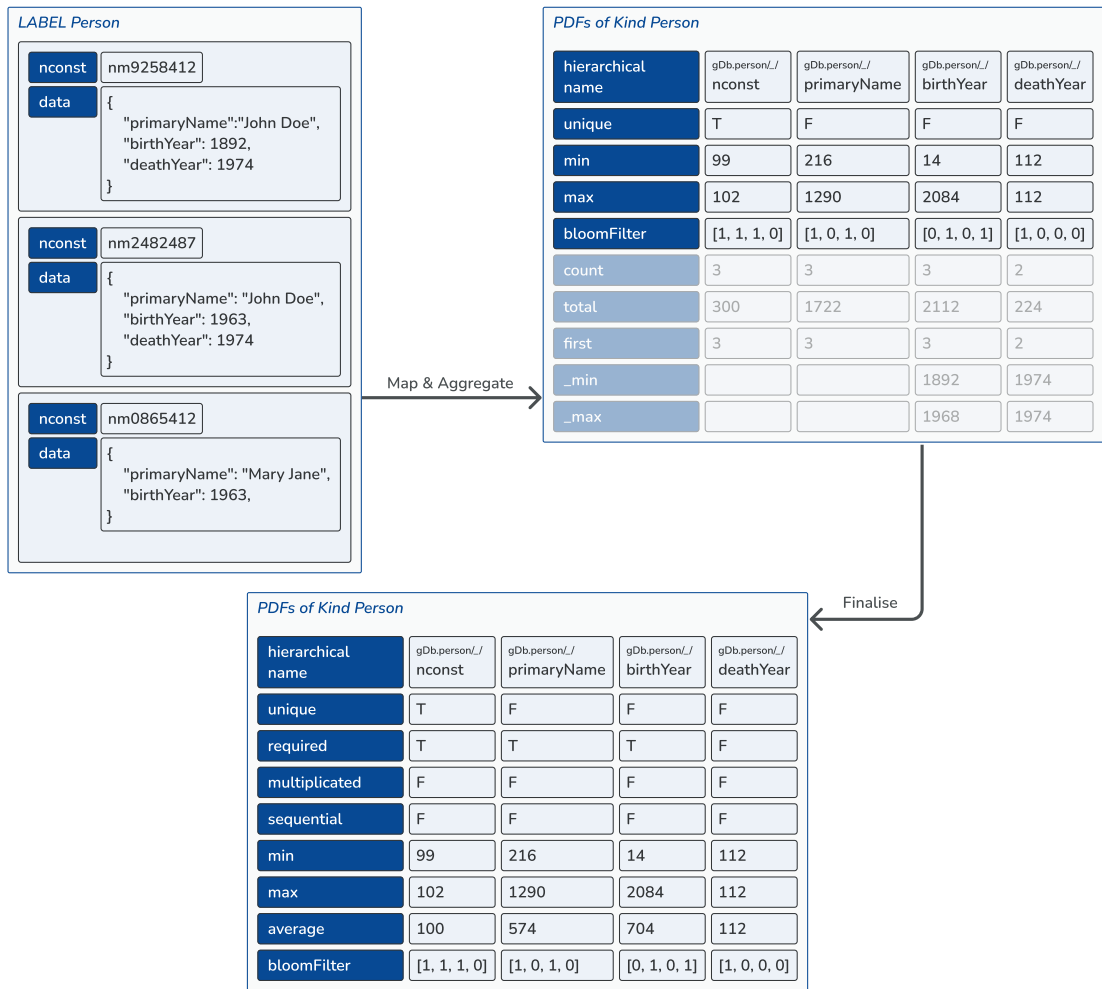 LABEL Person
nconst nm9258412
data {
"primaryName":"John Doe",
"birthYear": 1892,
"deathYear": 1974
}
nconst nm2482487
data {
"primaryName": "John Doe",
"birthYear": 1963,
"deathYear": 1974
}
nconst nm0865412
data {
"primaryName": "Mary Jane",
"birthYear": 1963,
}
Map & Aggregate
PDFs of Kind Person
hierarchical name gDb.person/_/ nconst gDb.person/_/ primaryName gDb.person/_/ birthYear gDb.person/_/ deathYear
unique T F F F
min 99 216 14 112
max 102 1290 2084 112
bloomFilter [1, 1, 1, 0] [1, 0, 1, 0] [0, 1, 0, 1] [1, 0, 0, 0]
count 3 3 3 2
total 300 1722 2112 224
first 3 3 3 2
_min 1892 1974
_max 1968 1974
Finalise
PDFs of Kind Person
hierarchical name gDb.person/_/ nconst gDb.person/_/ primaryName gDb.person/_/ birthYear gDb.person/_/ deathYear
unique T F F F
required T T T F
multiplicated F F F F
sequential F F F F
min 99 216 14 112
max 102 1290 2084 112
average 100 574 704 112
bloomFilter [1, 1, 1, 0] [1, 0, 1, 0] [0, 1, 0, 1] [1, 0, 0, 0]